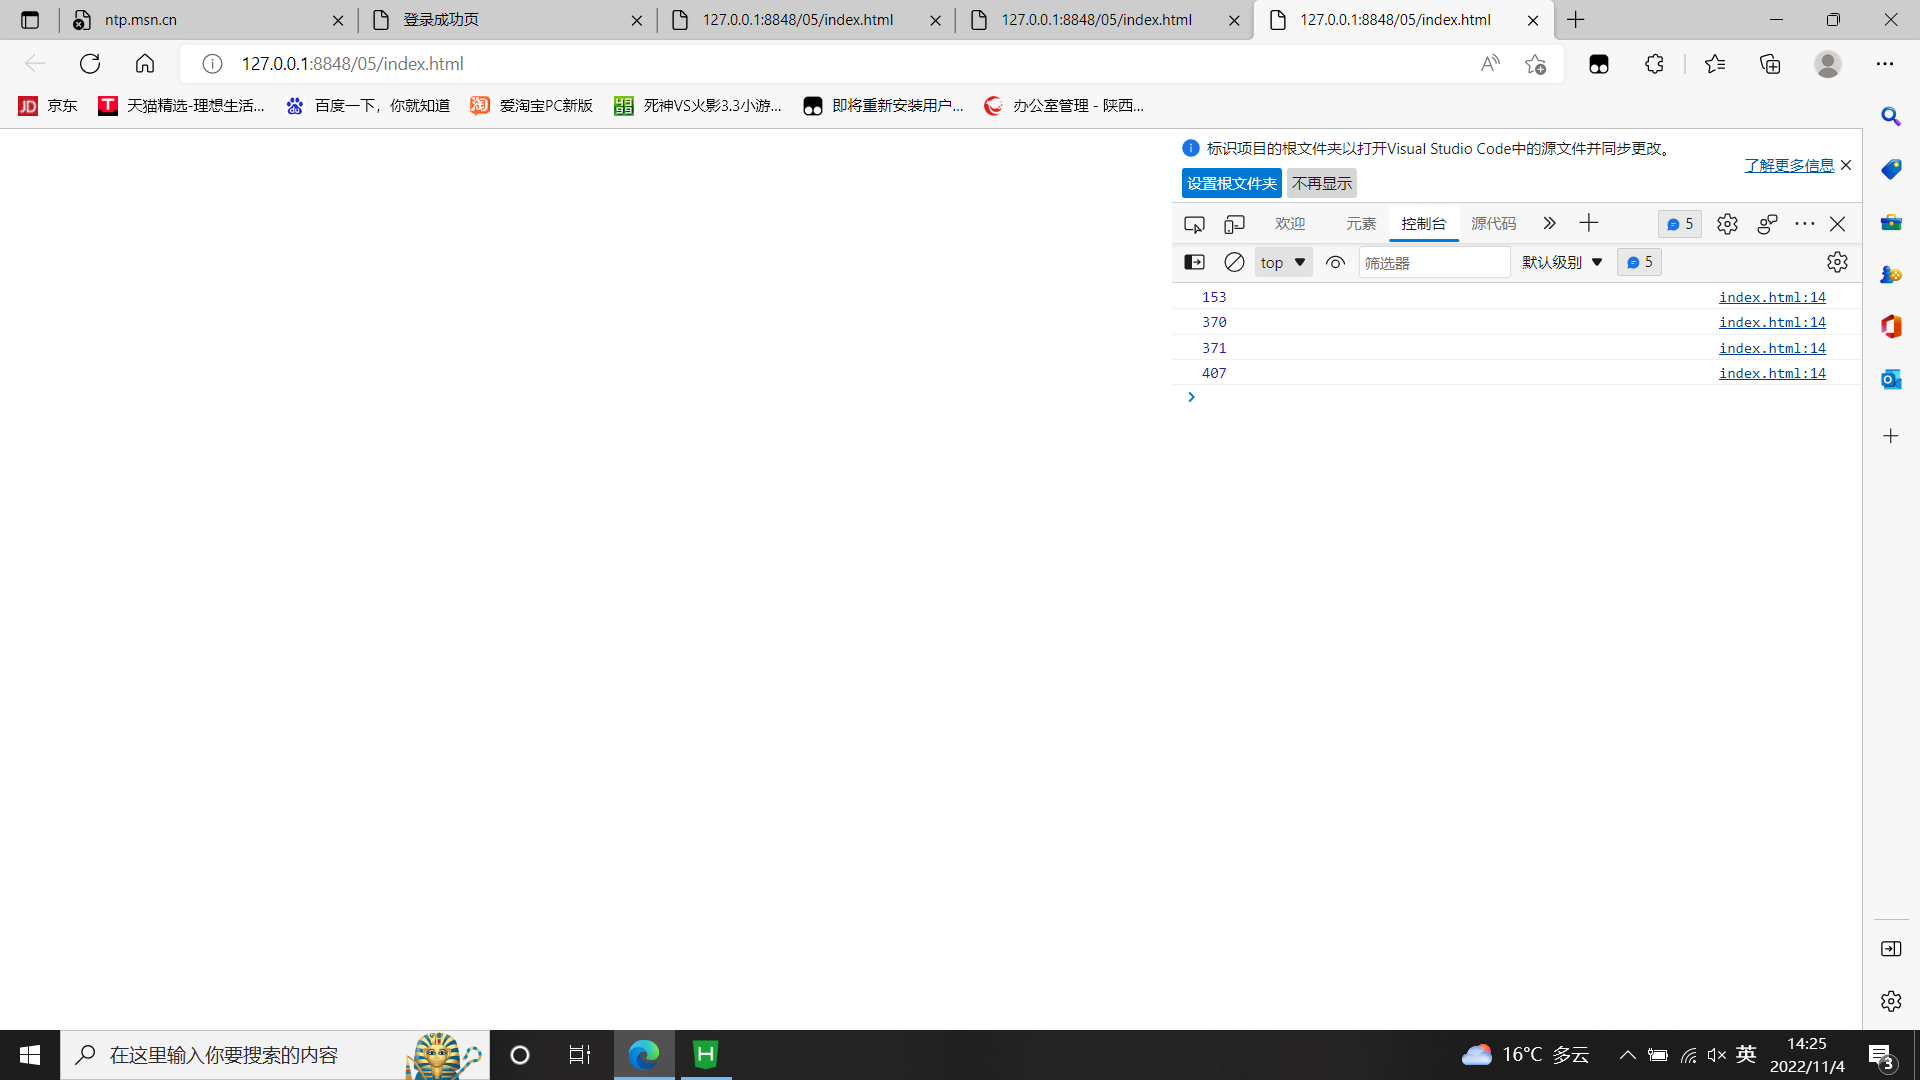 ntp.msn.cn
登录成功页
127.0.0.1:8848/05/index.html
127.0.0.1:8848/05/index.html
127.0.0.1:8848/05/index.html
127.0.0.1:8848/05/index.html
京东
天猫精选-理想生活...
百度一下，你就知道
爱淘宝PC新版
死神VS火影3.3小游...
即将重新安装用户...
办公室管理 - 陕西...
标识项目的根文件夹以打开Visual Studio Code中的源文件并同步更改。
了解更多信息
设置根文件夹 不再显示
欢迎 元素 控制台 源代码 5
top 筛选器 默认级别 5
153 index.html:14
370 index.html:14
371 index.html:14
407 index.html:14
在这里输入你要搜索的内容
16°C 多云
英
14:25
2022/11/4
3